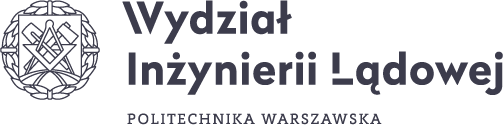 Wydział
Inżynierii Lądowej
POLITECHNIKA WARSZAWSKA